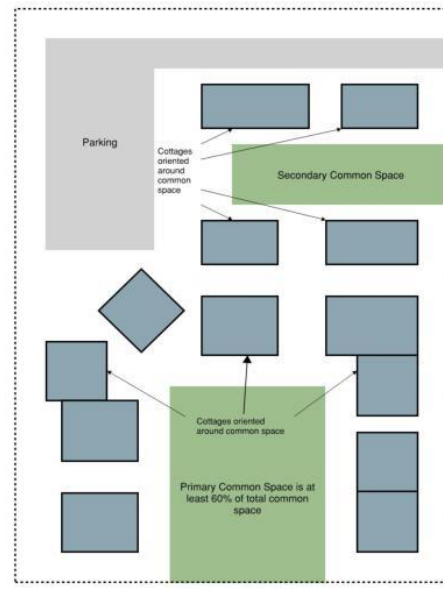 Parking
Cottages
oriented
around
common
space
Secondary Common Space
Cottages oriented
around common space
Primary Common Space is at
least 60% of total common
space